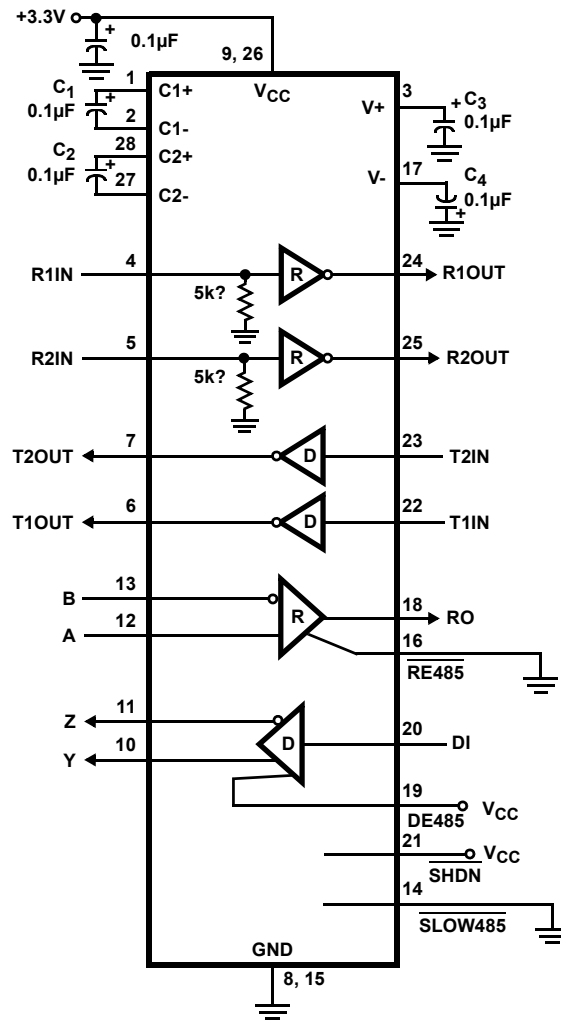 +3.3V
+
0.1µF
9, 26
VCC
1
C1+
C1
0.1µF
+
2
C1-
28
C2+
C2
0.1µF
+
27
C2-
3
V+
+
C3
0.1µF
17
V-
C4
0.1µF
+
R1IN
4
5k?
R
24
R1OUT
R2IN
5
5k?
R
25
R2OUT
T2OUT
7
D
23
T2IN
T1OUT
6
D
22
T1IN
B
13
A
12
R
18
RO
16
RE485
Z
11
Y
10
D
20
DI
19
DE485
VCC
21
SHDN
VCC
14
SLOW485
GND
8, 15